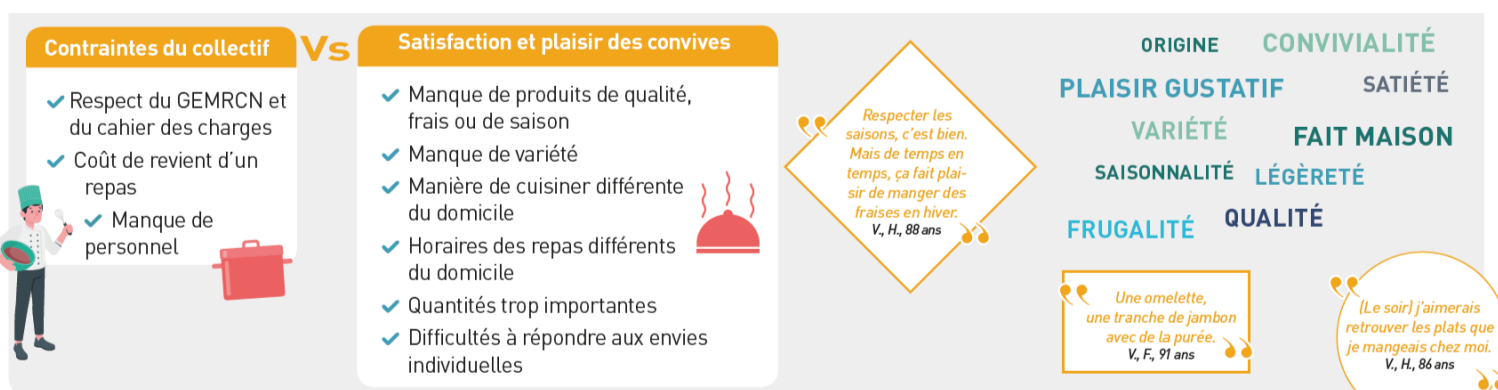 Contraintes du collectif
Vs
Satisfaction et plaisir des convives
Respect du GEMRCN et
du cahier des charges
Coût de revient d'un
repas
Manque de
personnel
Manque de produits de qualité,
frais ou de saison
Manque de variété
Manière de cuisiner différente
du domicile
Horaires des repas différents
du domicile
Quantités trop importantes
Difficultés à répondre aux envies
individuelles
Respecter les
saisons, c'est bien.
Mais de temps en
temps, ça fait plai-
sir de manger des
fraises en hiver.
V., H., 88 ans
ORIGINE
CONVIVIALITÉ
PLAISIR GUSTATIF
SATIÉTÉ
VARIÉTÉ
FAIT MAISON
SAISONNALITÉ
LÉGÈRETÉ
FRUGALITÉ
QUALITÉ
Une omelette,
une tranche de jambon
avec de la purée.
V., F., 91 ans
(Le soir) j'aimerais
retrouver les plats que
je mangeais chez moi.
V., H., 86 ans